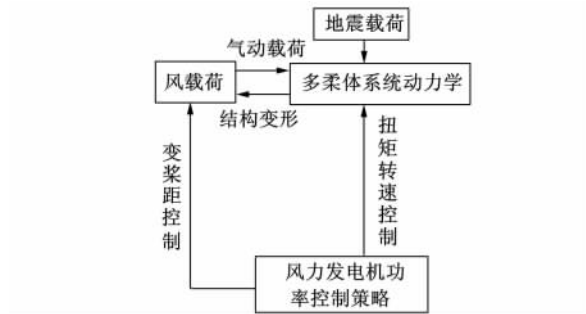 地震载荷
气动载荷
风载荷
多柔体系统动力学
结构变形
变桨距控制
扭矩转速控制
风力发电机功
率控制策略